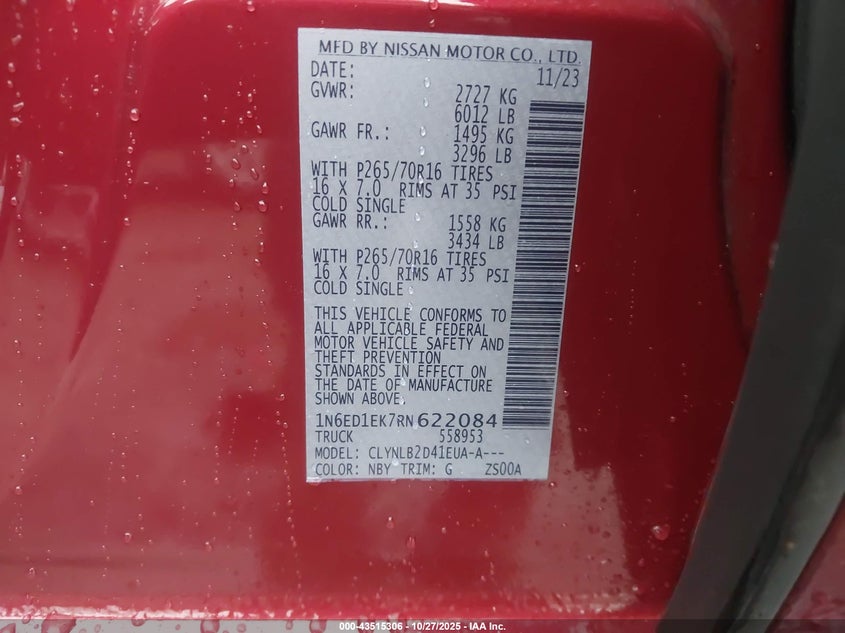 MFD BY NISSAN MOTOR CO., LTD.
DATE: 11/23
GVWR: 2727 KG
6012 LB
GAWR FR.: 1495 KG
3296 LB
WITH P265/70R16 TIRES
16 X 7.0 RIMS AT 35 PSI
COLD SINGLE
GAWR RR.: 1558 KG
3434 LB
WITH P265/70R16 TIRES
16 X 7.0 RIMS AT 35 PSI
COLD SINGLE
THIS VEHICLE CONFORMS TO
ALL APPLICABLE FEDERAL
MOTOR VEHICLE SAFETY AND
THEFT PREVENTION
STANDARDS IN EFFECT ON
THE DATE OF MANUFACTURE
SHOWN ABOVE.
1N6ED1EK7RN622084
TRUCK 558953
MODEL: CLYNLB2D41EUA-A---
COLOR: NBY TRIM: G ZS00A
000-43515306 - 10/27/2025 - IAA Inc.